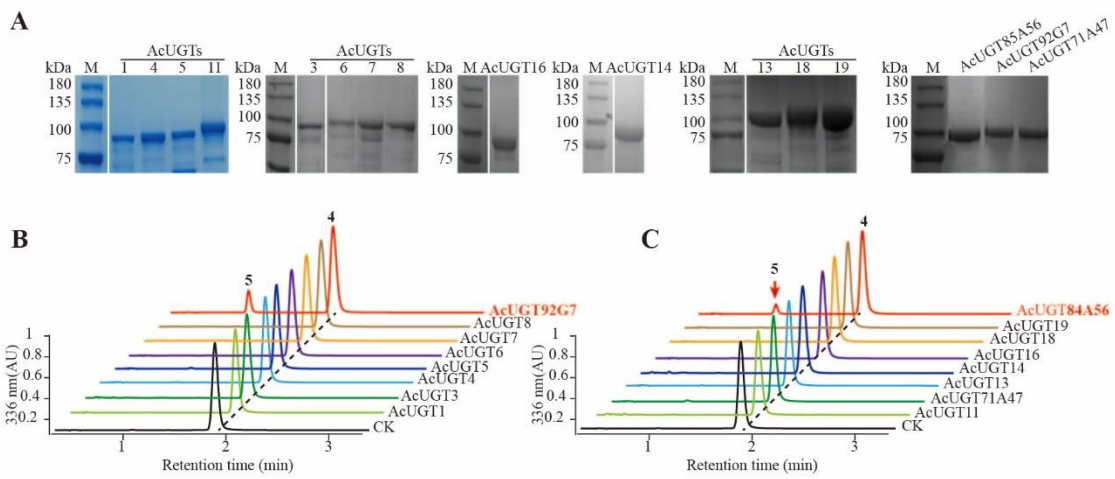 A
AcUGTs
kDa M 1 4 5 11
180
135
100
75
AcUGTs
kDa M 3 6 7 8
180
135
100
75
kDa M AcUGT16
180
135
100
75
kDa M AcUGT14
180
135
100
75
AcUGTs
kDa M 13 18 19
180
135
100
75
kDa M AcUGT85A56 AcUGT92G7 AcUGT71A47
180
135
100
75
B
4
5
AcUGT92G7
AcUGT8
AcUGT7
AcUGT6
AcUGT5
AcUGT4
AcUGT3
AcUGT1
CK
336 nm(AU)
1
0.8
0.6
0.4
0.2
1 2 3
Retention time (min)
C
4
5
AcUGT84A56
AcUGT19
AcUGT18
AcUGT16
AcUGT14
AcUGT13
AcUGT71A47
AcUGT11
CK
336 nm(AU)
1
0.8
0.6
0.4
0.2
1 2 3
Retention time (min)